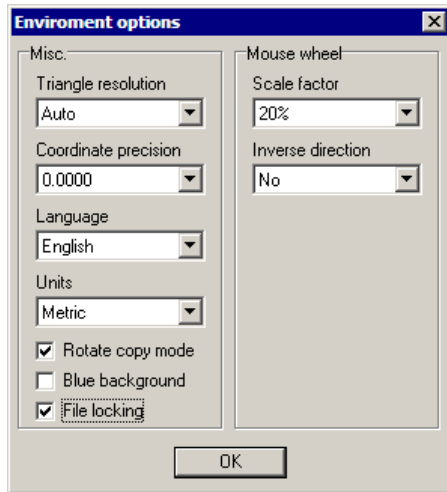 Enviroment options
Misc.
Triangle resolution
Auto
Coordinate precision
0.0000
Language
English
Units
Metric
Rotate copy mode
Blue background
File locking
Mouse wheel
Scale factor
20%
Inverse direction
No
OK